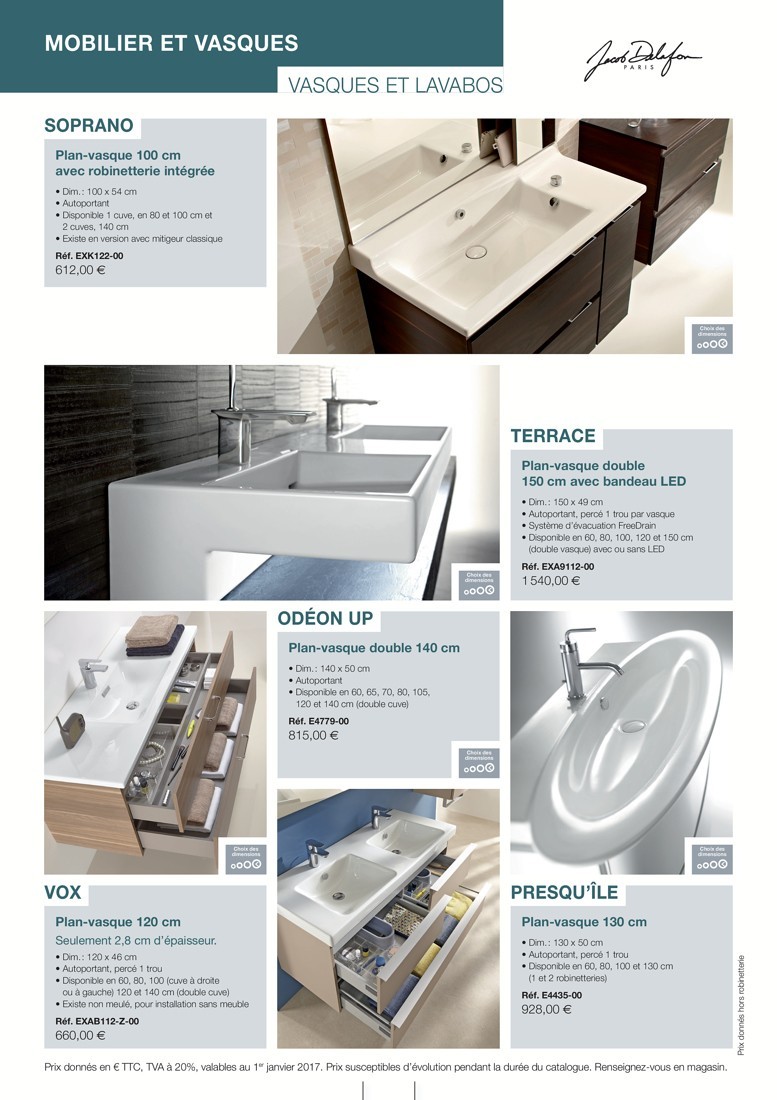 MOBILIER ET VASQUES
VASQUES ET LAVABOS
Jacob Delafon
PARIS
SOPRANO
Plan-vasque 100 cm
avec robinetterie intégrée
• Dim. : 100 x 54 cm
• Autoportant
• Disponible 1 cuve, en 80 et 100 cm et
2 cuves, 140 cm
• Existe en version avec mitigeur classique
Réf. EXK122-00
612,00 €
Choix des
dimensions
TERRACE
Plan-vasque double
150 cm avec bandeau LED
• Dim. : 150 x 49 cm
• Autoportant, percé 1 trou par vasque
• Système d'évacuation FreeDrain
• Disponible en 60, 80, 100, 120 et 150 cm
(double vasque) avec ou sans LED
Réf. EXA9112-00
1 540,00 €
Choix des
dimensions
ODÉON UP
Plan-vasque double 140 cm
• Dim. : 140 x 50 cm
• Autoportant
• Disponible en 60, 65, 70, 80, 105,
120 et 140 cm (double cuve)
Réf. E4779-00
815,00 €
Choix des
dimensions
Choix des
dimensions
Choix des
dimensions
VOX
Plan-vasque 120 cm
Seulement 2,8 cm d'épaisseur.
• Dim. : 120 x 46 cm
• Autoportant, percé 1 trou
• Disponible en 60, 80, 100 (cuve à droite
ou à gauche) 120 et 140 cm (double cuve)
• Existe non meulé, pour installation sans meuble
Réf. EXAB112-Z-00
660,00 €
PRESQU'ÎLE
Plan-vasque 130 cm
• Dim. : 130 x 50 cm
• Autoportant, percé 1 trou
• Disponible en 60, 80, 100 et 130 cm
(1 et 2 robinetteries)
Réf. E4435-00
928,00 €
Prix donnés hors robinetterie
Prix donnés en € TTC, TVA à 20%, valables au 1er janvier 2017. Prix susceptibles d'évolution pendant la durée du catalogue. Renseignez-vous en magasin.